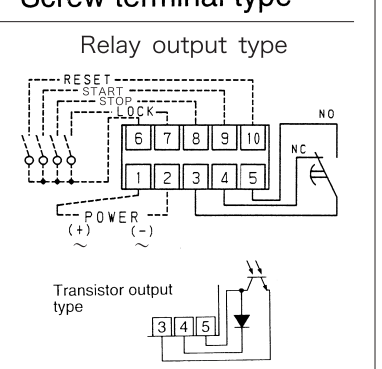 Screw terminal type
Relay output type
RESET
START
STOP
LOCK
NO
6 7 8 9 10
NC
1 2 3 4 5
POWER
(+) (-)
~ ~
Transistor output
type
3 4 5